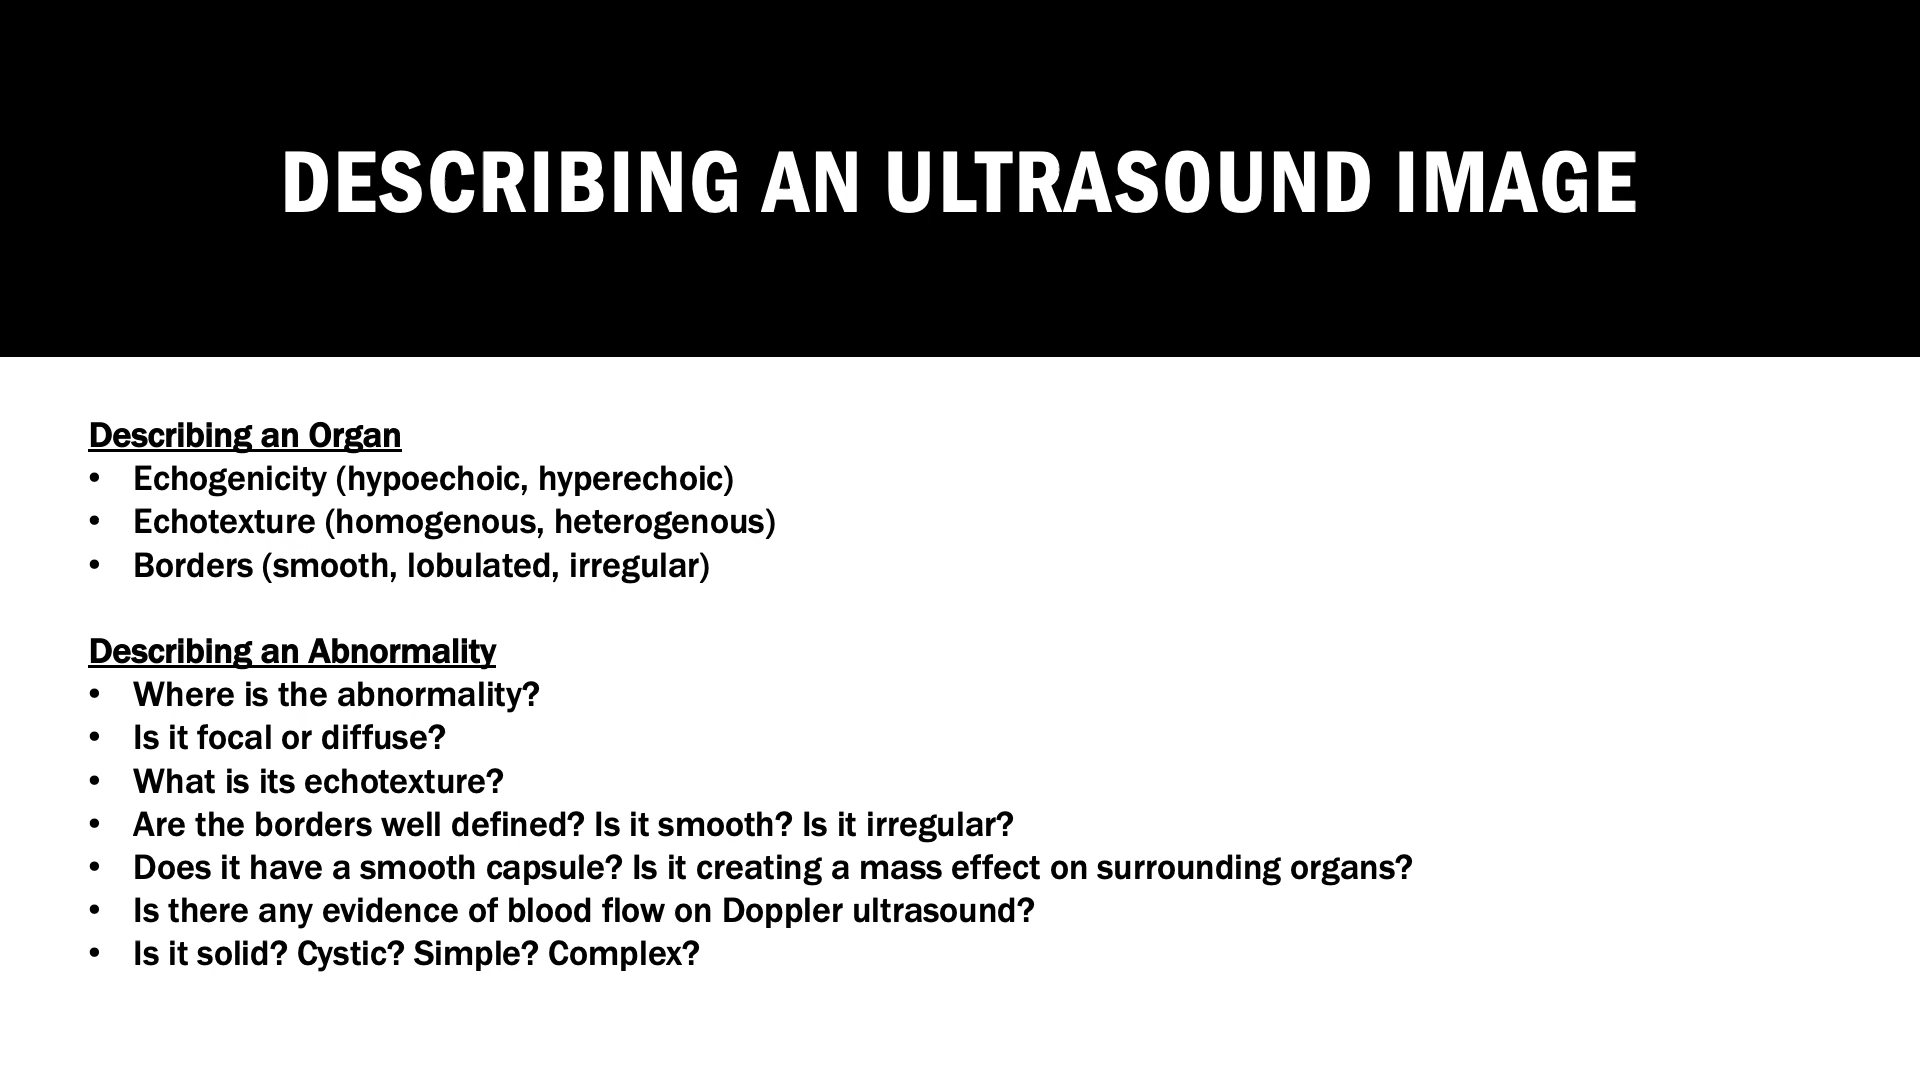 DESCRIBING AN ULTRASOUND IMAGE
Describing an Organ
• Echogenicity (hypoechoic, hyperechoic)
• Echotexture (homogenous, heterogenous)
• Borders (smooth, lobulated, irregular)
Describing an Abnormality
• Where is the abnormality?
• Is it focal or diffuse?
• What is its echotexture?
• Are the borders well defined? Is it smooth? Is it irregular?
• Does it have a smooth capsule? Is it creating a mass effect on surrounding organs?
• Is there any evidence of blood flow on Doppler ultrasound?
• Is it solid? Cystic? Simple? Complex?